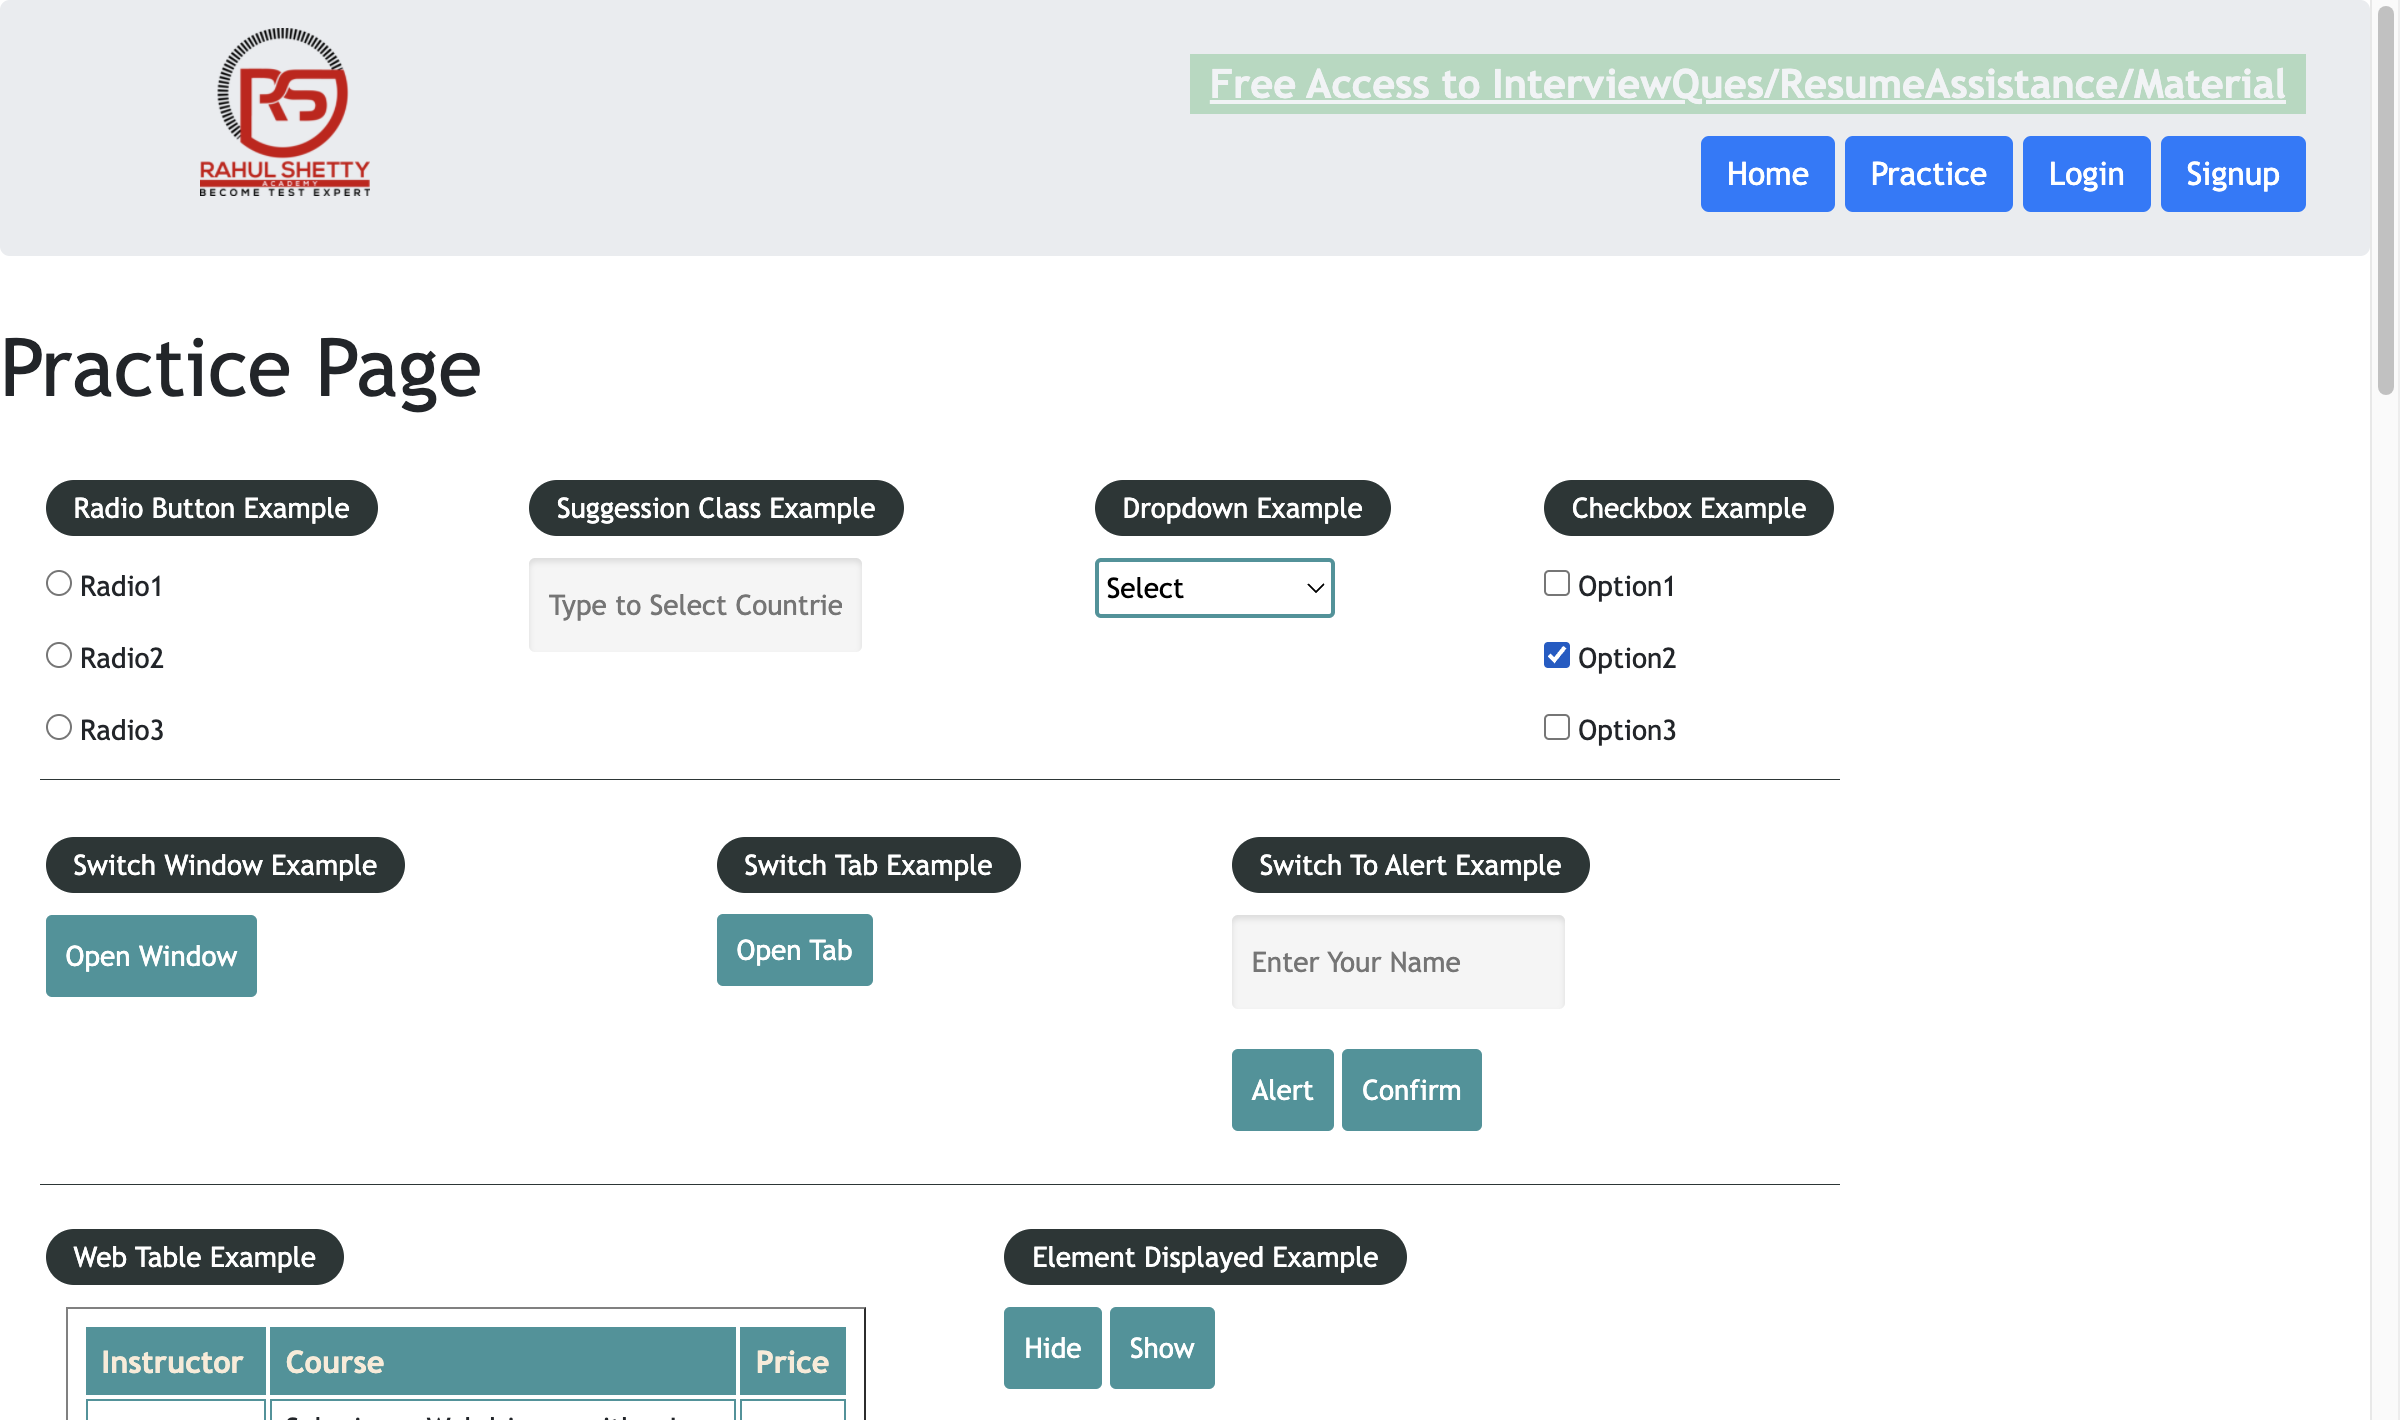 RAHUL SHETTY
ACADEMY
BECOME TEST EXPERT
Free Access to InterviewQues/ResumeAssistance/Material
Home Practice Login Signup
Practice Page
Radio Button Example Suggession Class Example Dropdown Example Checkbox Example
Radio1 Type to Select Countrie Select Option1
Radio2 Option2
Radio3 Option3
Switch Window Example Switch Tab Example Switch To Alert Example
Open Window Open Tab Enter Your Name
Alert Confirm
Web Table Example Element Displayed Example
Hide Show
Instructor Course Price